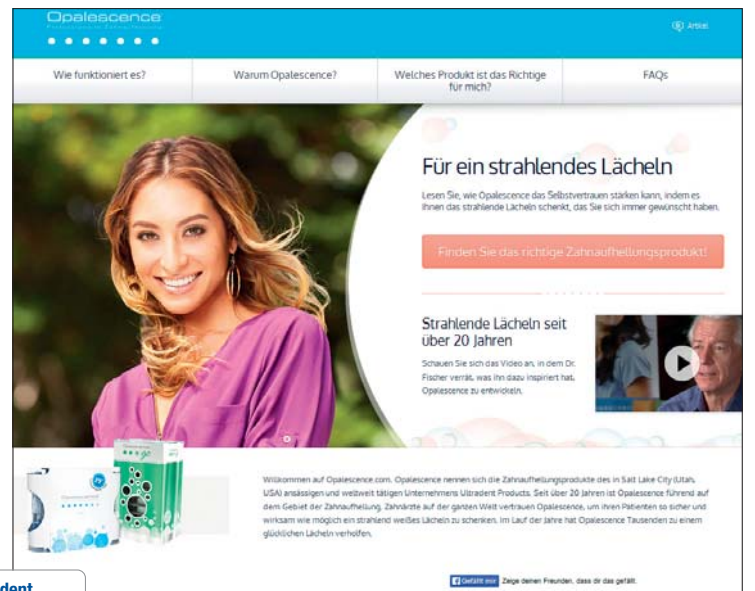 Opalescence
Artikel
Wie funktioniert es?
Warum Opalescence?
Welches Produkt ist das Richtige
für mich?
FAQs
Für ein strahlendes Lächeln
Lesen Sie, wie Opalescence das Selbstvertrauen stärken kann, indem es
Ihnen das strahlende Lächeln schenkt, das Sie sich immer gewünscht haben.
Finden Sie das richtige Zahnaufhellungsprodukt!
Strahlende Lächeln seit
über 20 Jahren
Schauen Sie sich das Video an, in dem Dr.
Fischer verrät, was ihn dazu inspiriert hat,
Opalescence zu entwickeln.
go
Willkommen auf Opalescence.com. Opalescence nennen sich die Zahnaufhellungsprodukte des in Salt Lake City (Utah,
USA) ansässigen und weltweit tätigen Unternehmens Ultradent Products. Seit über 20 Jahren ist Opalescence führend auf
dem Gebiet der Zahnaufhellung. Zahnärzte auf der ganzen Welt vertrauen Opalescence, um ihren Patienten so sicher und
wirksam wie möglich ein strahlend weißes Lächeln zu schenken. Im Lauf der Jahre hat Opalescence Tausenden zu einem
glücklichen Lächeln verholfen.
Gefällt mir Zeige deinen Freunden, dass dir das gefällt.
dent